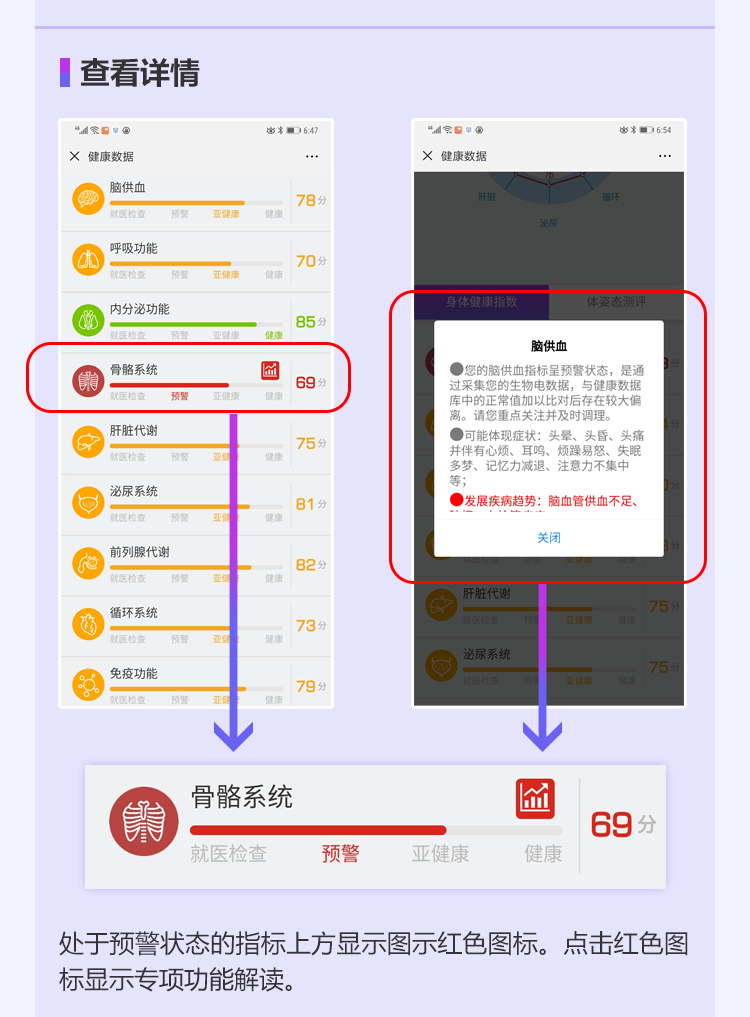 查看详情
6:47
健康数据
脑供血
78分
就医检查 预警 亚健康 健康
呼吸功能
70分
就医检查 预警 亚健康 健康
内分泌功能
85分
就医检查 预警 亚健康 健康
骨骼系统
69分
就医检查 预警 亚健康 健康
肝脏代谢
75分
就医检查 预警 亚健康 健康
泌尿系统
81分
就医检查 预警 亚健康 健康
前列腺代谢
82分
就医检查 预警 亚健康 健康
循环系统
73分
就医检查 预警 亚健康 健康
免疫功能
79分
就医检查 预警 亚健康 健康
6:54
健康数据
肝脏 循环
泌尿
身体健康指数 体姿态测评
脑供血
●您的脑供血指标呈预警状态，是通
过采集您的生物电数据，与健康数据
库中的正常值加以比对后存在较大偏
离。请您重点关注并及时调理。
●可能体现症状：头晕、头昏、头痛
并伴有心烦、耳鸣、烦躁易怒、失眠
多梦、记忆力减退、注意力不集中
等；
●发展疾病趋势：脑血管供血不足、
关闭
肝脏代谢
75分
就医检查 预警 亚健康 健康
泌尿系统
75分
就医检查 预警 亚健康 健康
骨骼系统
69分
就医检查 预警 亚健康 健康
处于预警状态的指标上方显示图示红色图标。点击红色图
标显示专项功能解读。